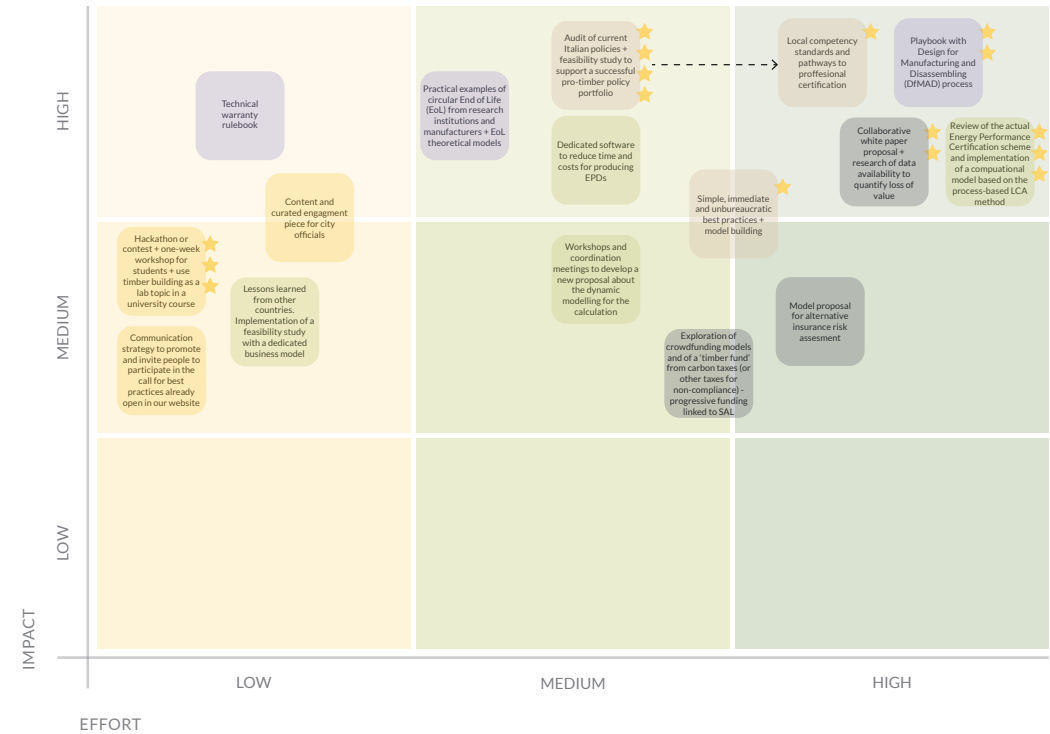 HIGH
MEDIUM
LOW
IMPACT
Technical
warranty
rulebook
Practical examples of
circular End of Life
(EoL) from research
institutions and
manufacturers + EoL
theoretical models
Audit of current
Italian policies +
feasibility study to
support a successful
pro-timber policy
portfolio
Local competency
standards and
pathways to
proffesional
certification
Playbook with
Design for
Manufacturing and
Disassembling
(DfMAD) process
Dedicated software
to reduce time and
costs for producing
EPDs
Collaborative
white paper
proposal +
research of data
availability to
quantify loss of
value
Review of the actual
Energy Performance
Certification scheme
and implementation
of a compuational
model based on the
process-based LCA
method
Content and
curated engagment
piece for city
officials
Simple, immediate
and unbureaucratic
best practices +
model building
Hackathon or
contest + one-week
workshop for
students + use
timber building as a
lab topic in a
university course
Workshops and
coordination
meetings to develop a
new proposal about
the dynamic
modelling for the
calculation
Lessons learned
from other
countries.
Implementation of a
feasibility study
with a dedicated
business model
Model proposal
for alternative
insurance risk
assesment
Communication
strategy to promote
and invite people to
participate in the
call for best
practices already
open in our website
Exploration of
crowdfunding models
and of a 'timber fund'
from carbon taxes (or
other taxes for
non-compliance) -
progressive funding
linked to SAL
LOW
MEDIUM
HIGH
EFFORT